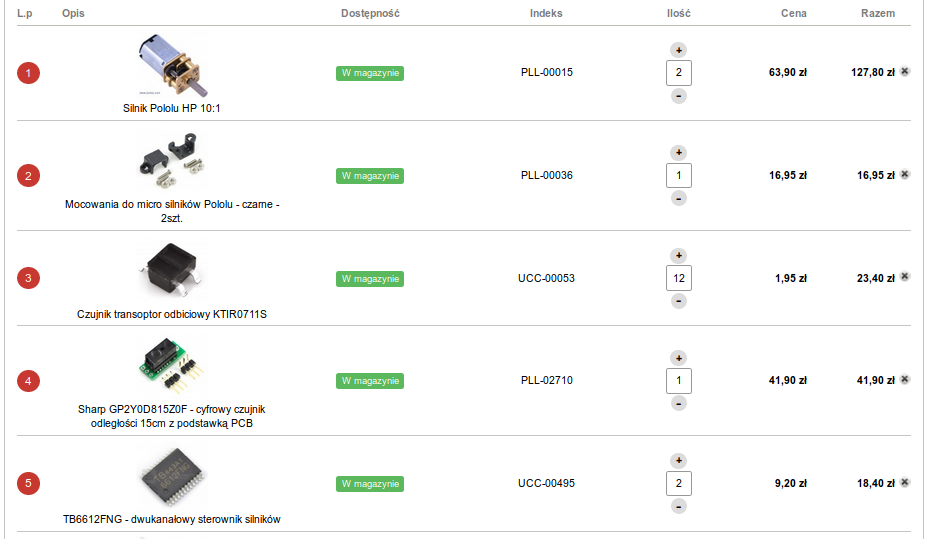 L.p Opis Dostępność Indeks Ilość Cena Razem
+
1 W magazynie PLL-00015 2 63,90 zł 127,80 zł
-
Silnik Pololu HP 10:1
+
2 W magazynie PLL-00036 1 16,95 zł 16,95 zł
-
Mocowania do micro silników Pololu - czarne -
2szt.
+
3 W magazynie UCC-00053 12 1,95 zł 23,40 zł
-
Czujnik transoptor odbiciowy KTIR0711S
+
4 W magazynie PLL-02710 1 41,90 zł 41,90 zł
-
Sharp GP2Y0D815Z0F - cyfrowy czujnik
odległości 15cm z podstawką PCB
+
5 W magazynie UCC-00495 2 9,20 zł 18,40 zł
-
TB6612FNG - dwukanałowy sterownik silników